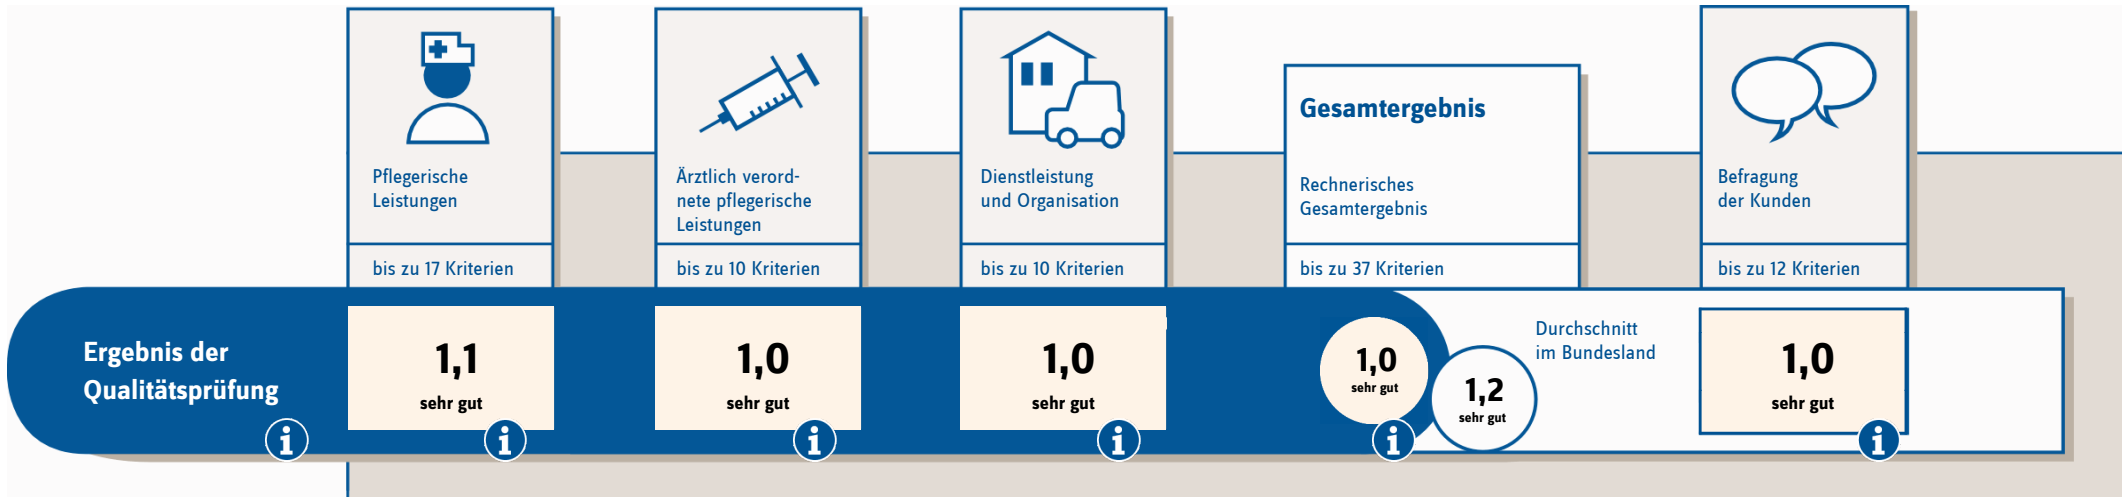 Pflegerische
Leistungen
bis zu 17 Kriterien
Ärztlich verord-
nete pflegerische
Leistungen
bis zu 10 Kriterien
Dienstleistung
und Organisation
bis zu 10 Kriterien
Gesamtergebnis
Rechnerisches
Gesamtergebnis
bis zu 37 Kriterien
Befragung
der Kunden
bis zu 12 Kriterien
Ergebnis der
Qualitätsprüfung
i
1,1
sehr gut
i
1,0
sehr gut
i
1,0
sehr gut
i
1,0
sehr gut
i
1,2
sehr gut
Durchschnitt
im Bundesland
1,0
sehr gut
i